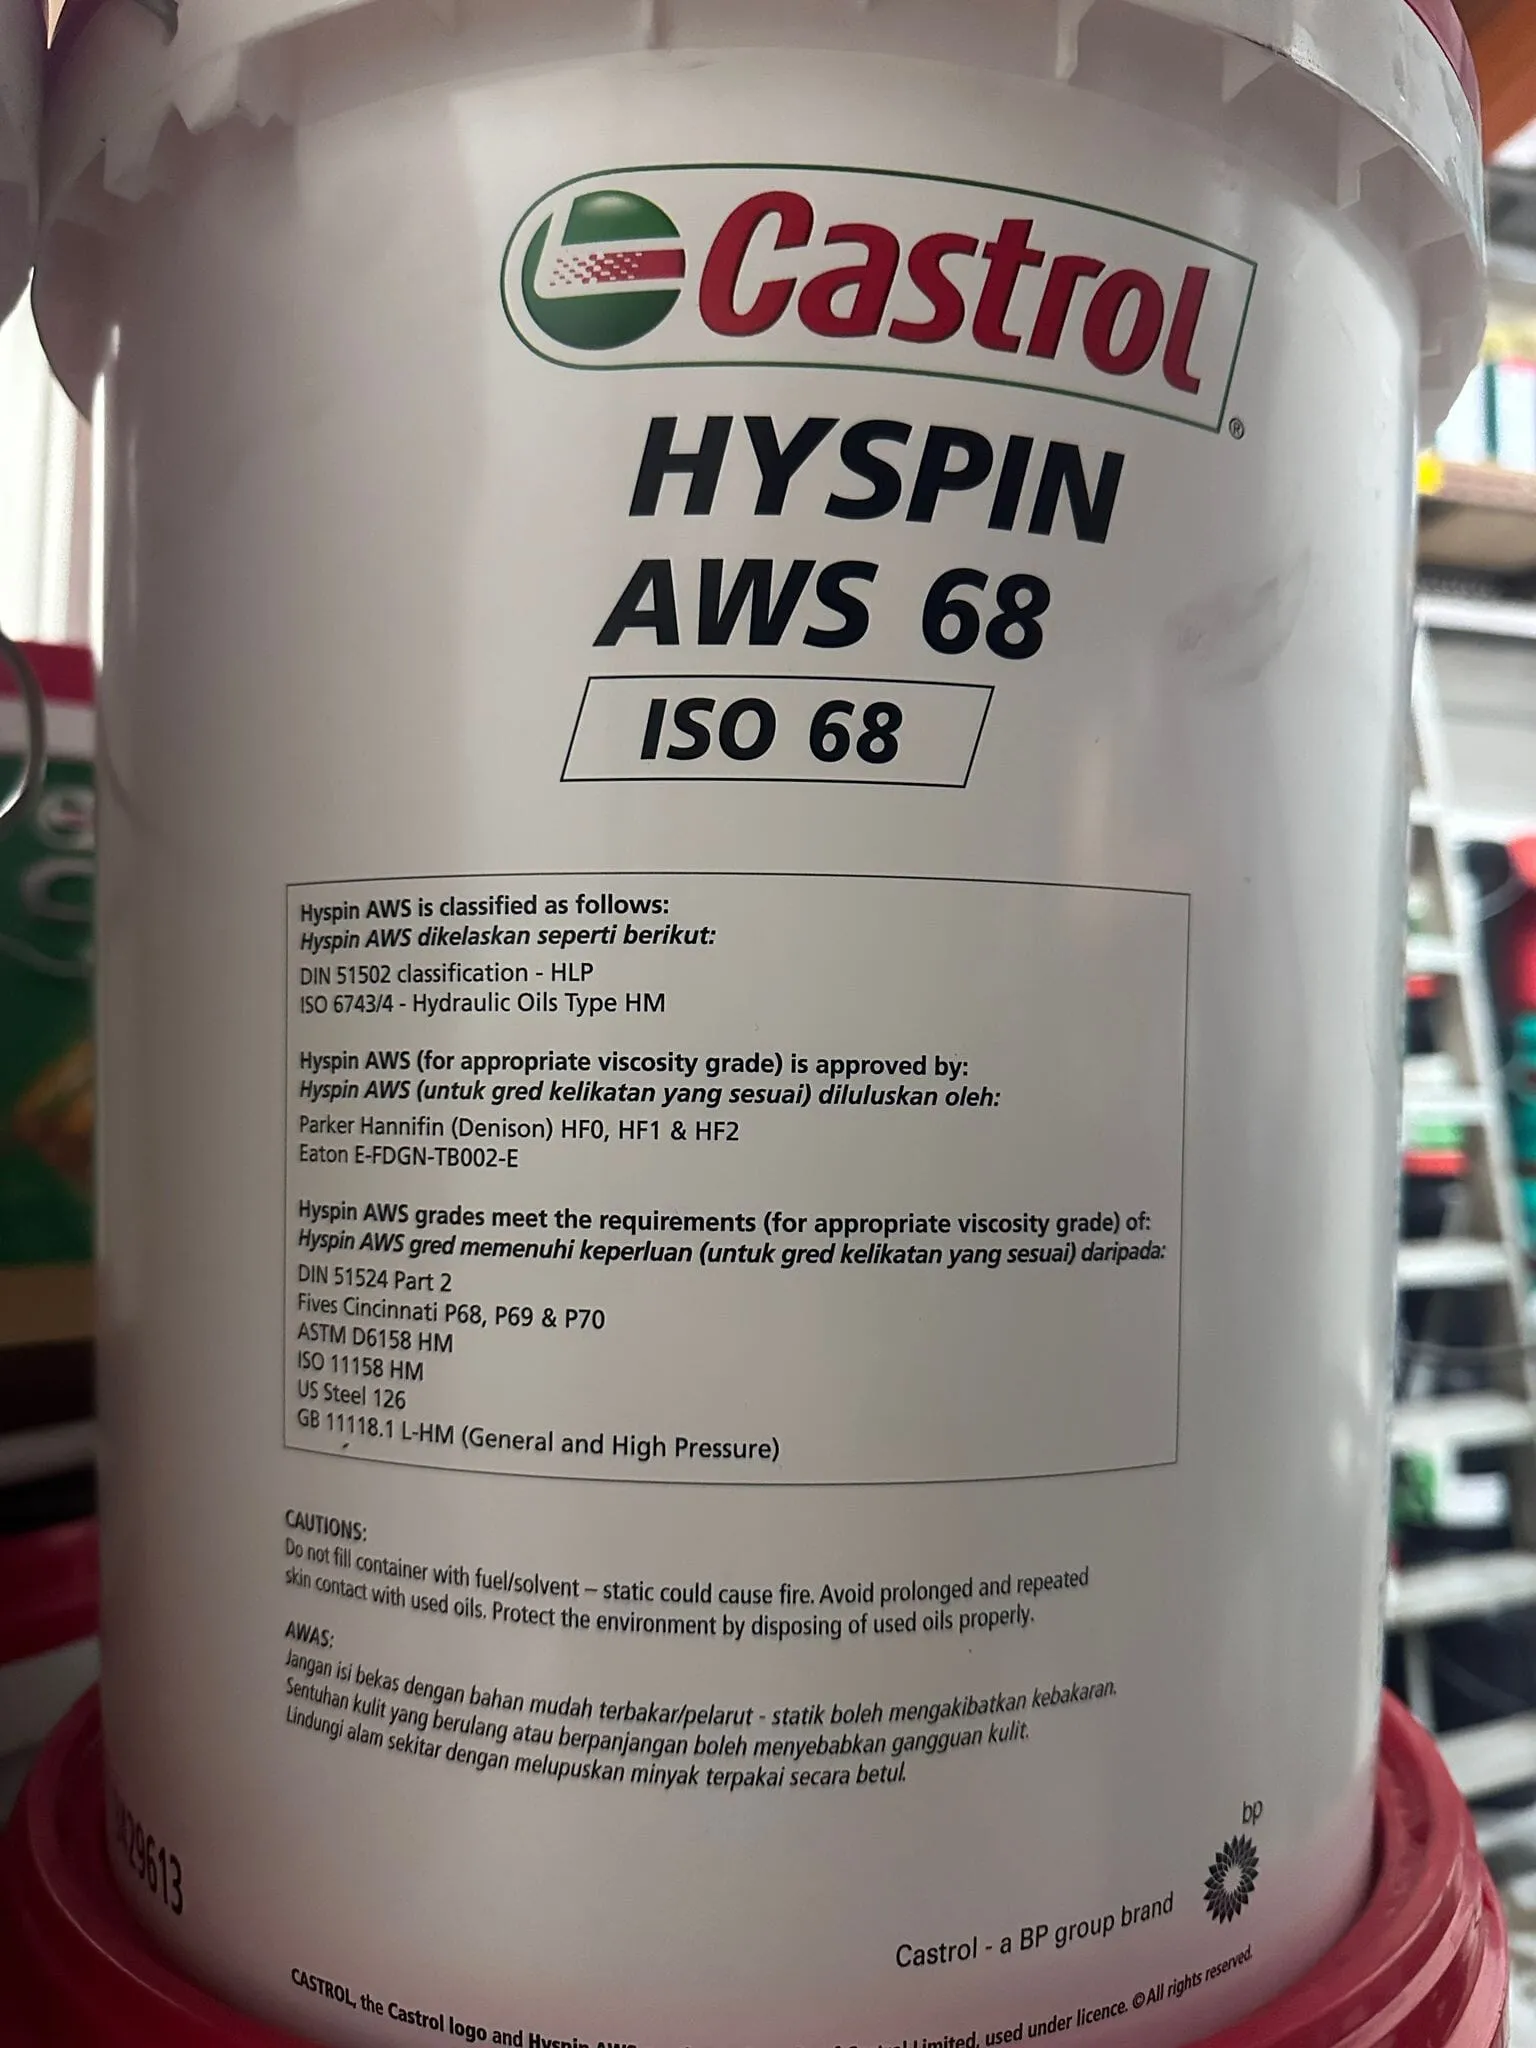 Castrol
®
HYSPIN
AWS 68
ISO 68
Hyspin AWS is classified as follows:
Hyspin AWS dikelaskan seperti berikut:
DIN 51502 classification - HLP
ISO 6743/4 - Hydraulic Oils Type HM
Hyspin AWS (for appropriate viscosity grade) is approved by:
Hyspin AWS (untuk gred kelikatan yang sesuai) diluluskan oleh:
Parker Hannifin (Denison) HF0, HF1 & HF2
Eaton E-FDGN-TB002-E
Hyspin AWS grades meet the requirements (for appropriate viscosity grade) of:
Hyspin AWS gred memenuhi keperluan (untuk gred kelikatan yang sesuai) daripada:
DIN 51524 Part 2
Fives Cincinnati P68, P69 & P70
ASTM D6158 HM
ISO 11158 HM
US Steel 126
GB 11118.1 L-HM (General and High Pressure)
CAUTIONS:
Do not fill container with fuel/solvent – static could cause fire. Avoid prolonged and repeated
skin contact with used oils. Protect the environment by disposing of used oils properly.
AWAS:
Jangan isi bekas dengan bahan mudah terbakar/pelarut - statik boleh mengakibatkan kebakaran.
Sentuhan kulit yang berulang atau berpanjangan boleh menyebabkan gangguan kulit.
Lindungi alam sekitar dengan melupuskan minyak terpakai secara betul.
29613
bp
Castrol - a BP group brand
CASTROL, the Castrol logo and Hyspin Limited, used under licence. © All rights reserved.